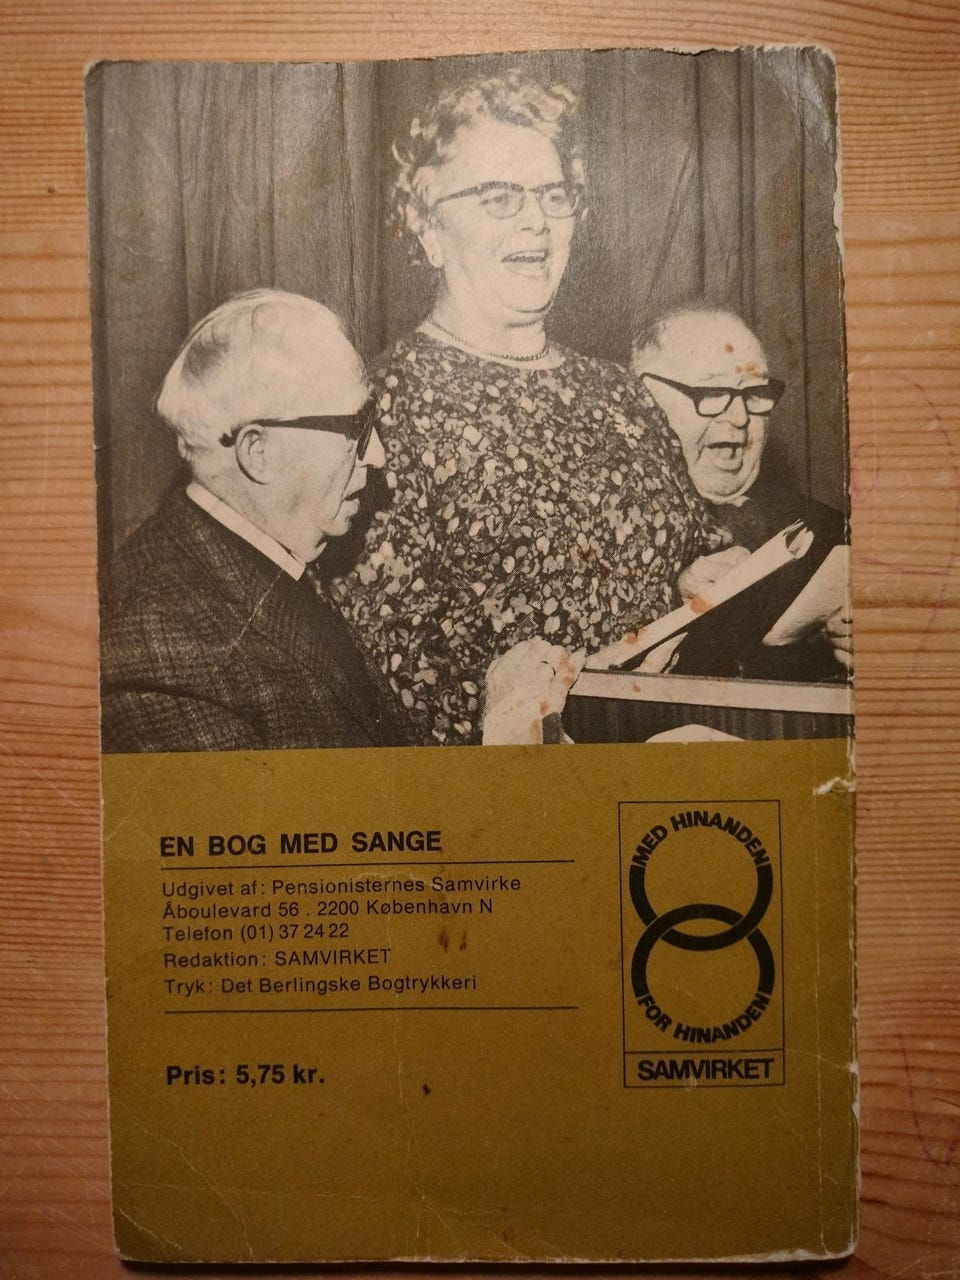 EN BOG MED SANGE
Udgivet af: Pensionisternes Samvirke
Åboulevard 56 . 2200 København N
Telefon (01) 37 24 22
Redaktion: SAMVIRKET
Tryk: Det Berlingske Bogtrykkeri
Pris: 5,75 kr.
MED HINANDEN
FOR HINANDEN
SAMVIRKET